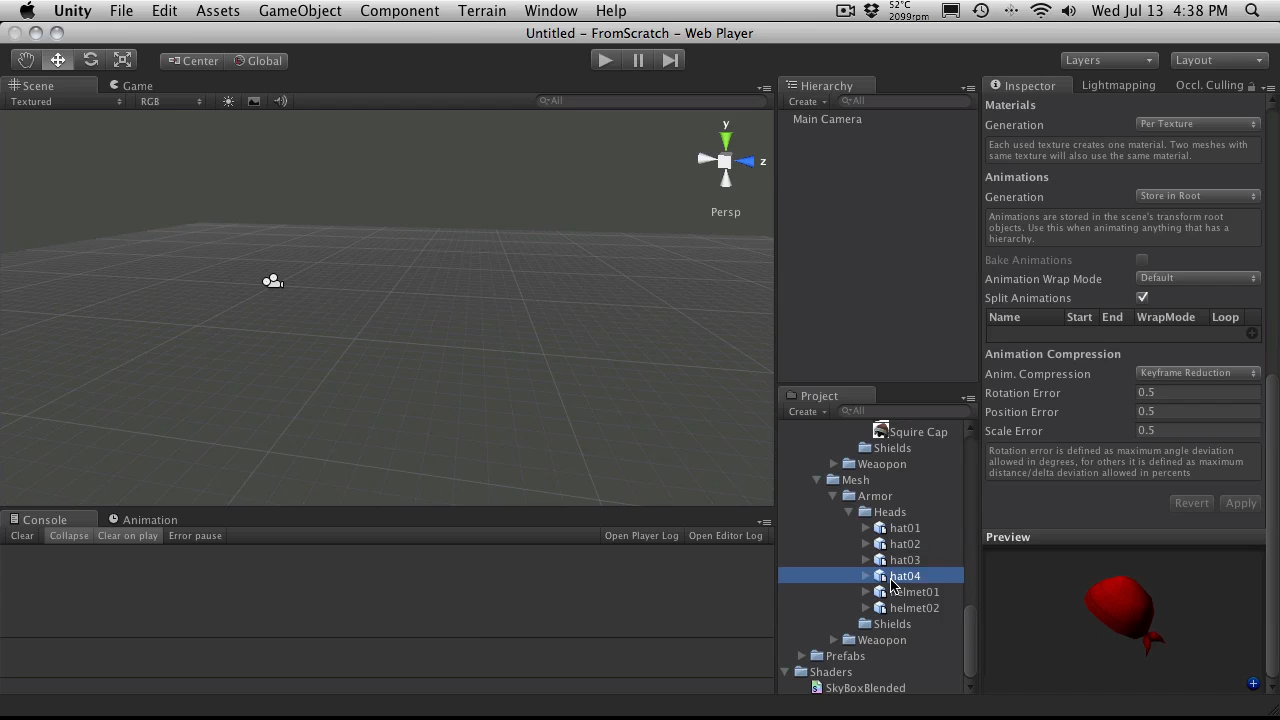 Unity File Edit Assets GameObject Component Terrain Window Help 52°C 2099rpm Wed Jul 13 4:38 PM
Untitled – FromScratch – Web Player
Center Global Layers Layout
Scene Game
Textured RGB All
y
z
Persp
Hierarchy
Create All
Main Camera
Project
Create All
Squire Cap
Shields
Weaopon
Mesh
Armor
Heads
hat01
hat02
hat03
hat04
helmet01
helmet02
Shields
Weaopon
Prefabs
Shaders
SkyBoxBlended
Console Animation
Clear Collapse Clear on play Error pause Open Player Log Open Editor Log
Inspector Lightmapping Occl. Culling
Materials
Generation Per Texture
Each used texture creates one material. Two meshes with
same texture will also use the same material.
Animations
Generation Store in Root
Animations are stored in the scene's transform root
objects. Use this when animating anything that has a
hierarchy.
Bake Animations
Animation Wrap Mode Default
Split Animations
Name Start End WrapMode Loop
Animation Compression
Anim. Compression Keyframe Reduction
Rotation Error 0.5
Position Error 0.5
Scale Error 0.5
Rotation error is defined as maximum angle deviation
allowed in degrees, for others it is defined as maximum
distance/delta deviation allowed in percents
Revert Apply
Preview